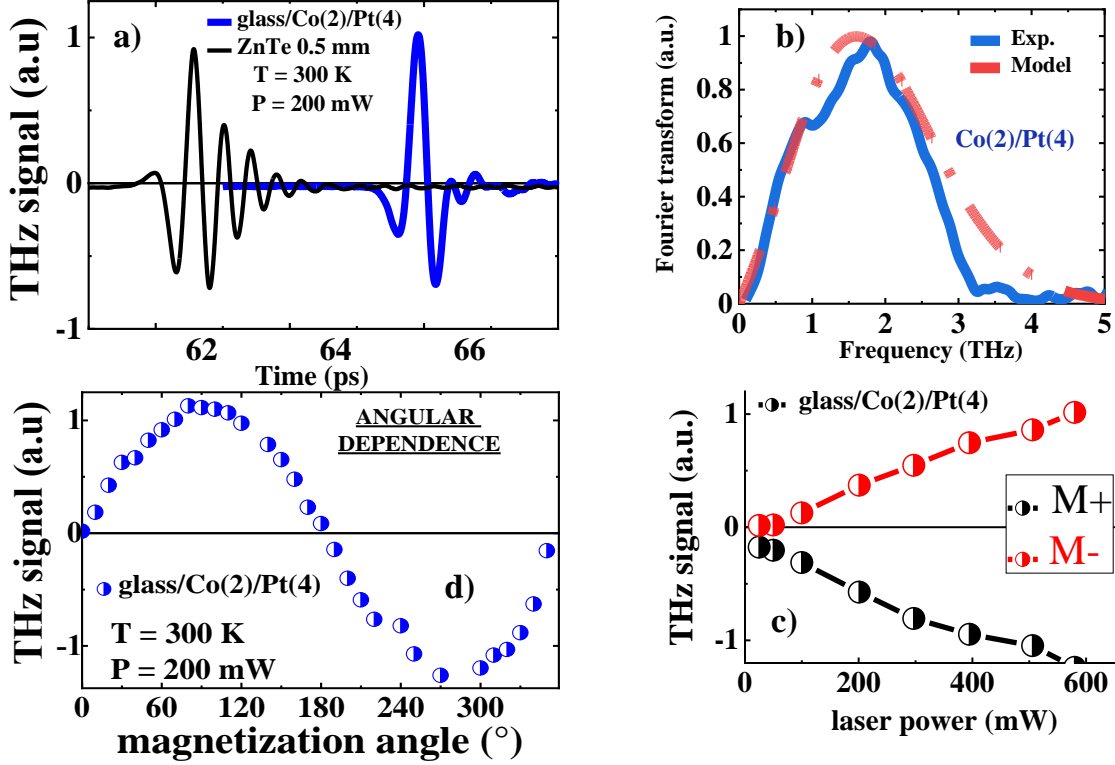 a)
glass/Co(2)/Pt(4)
ZnTe 0.5 mm
T = 300 K
P = 200 mW
THz signal (a.u)
1
0
-1
62 64 66
Time (ps)
b)
Exp.
Model
Co(2)/Pt(4)
Fourier transform (a.u.)
1
0.8
0.6
0.4
0.2
0
0 1 2 3 4 5
Frequency (THz)
ANGULAR
DEPENDENCE
glass/Co(2)/Pt(4)
d)
T = 300 K
P = 200 mW
THz signal (a.u)
1
0
-1
0 60 120 180 240 300
magnetization angle (°)
glass/Co(2)/Pt(4)
M+
M-
c)
THz signal (a.u.)
1
0
-1
0 200 400 600
laser power (mW)